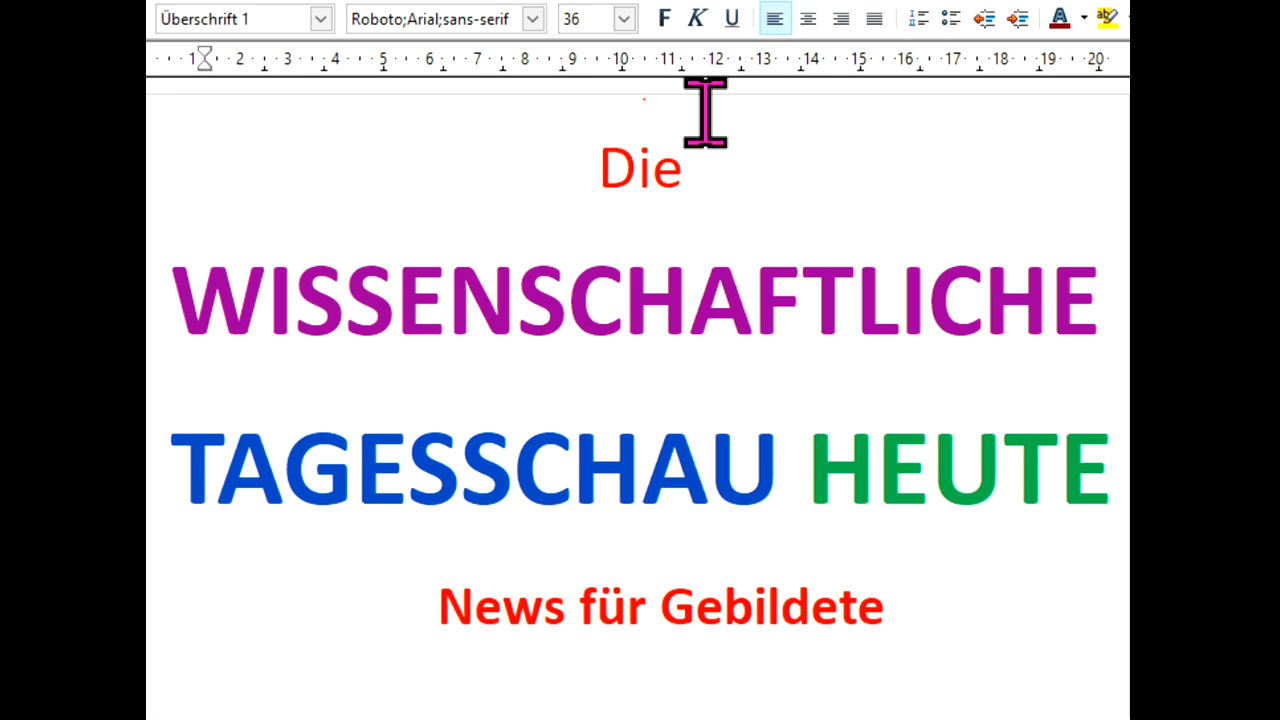 Überschrift 1 Roboto;Arial;sans-serif 36 F K U A ab
1 2 3 4 5 6 7 8 9 10 11 12 13 14 15 16 17 18 19 20
Die
WISSENSCHAFTLICHE
TAGESSCHAU HEUTE
News für Gebildete